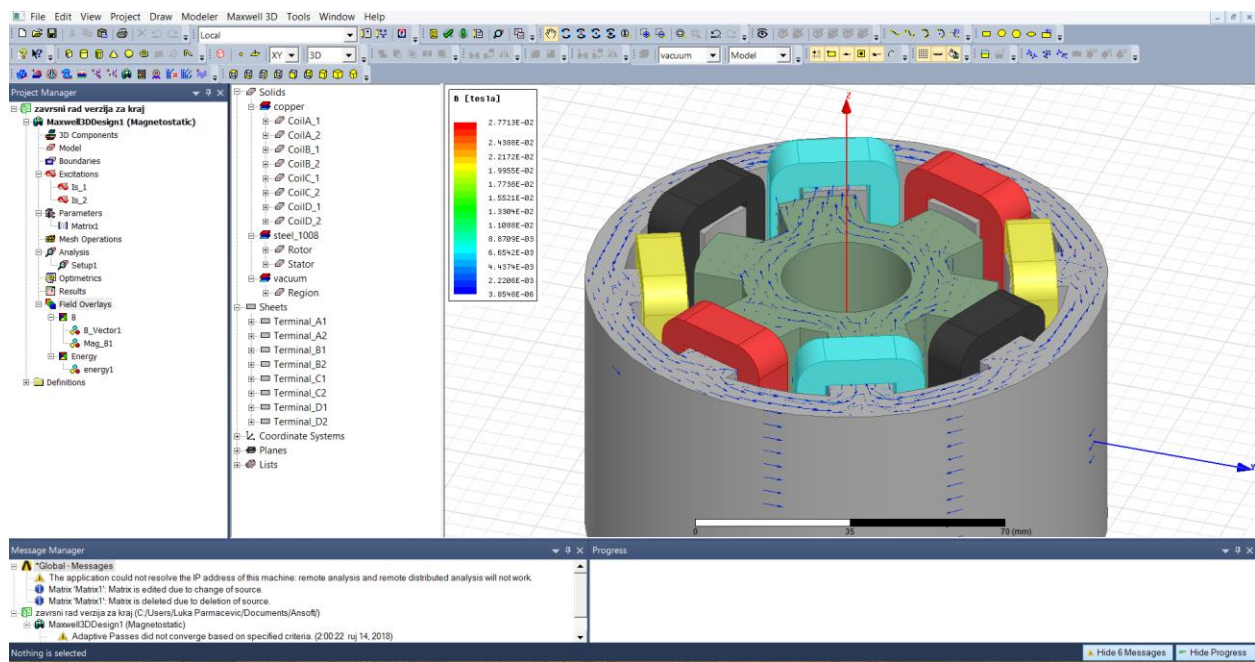 File Edit View Project Draw Modeler Maxwell 3D Tools Window Help
Local
XY
3D
vacuum
Model
Project Manager
zavrsni rad verzija za kraj
Maxwell3DDesign1 (Magnetostatic)
3D Components
Model
Boundaries
Excitations
Is_1
Is_2
Parameters
Matrix1
Mesh Operations
Analysis
Setup1
Optimetrics
Results
Field Overlays
B
B_Vector1
Mag_B1
Energy
energy1
Definitions
Solids
copper
CoilA_1
CoilA_2
CoilB_1
CoilB_2
CoilC_1
CoilC_2
CoilD_1
CoilD_2
steel_1008
Rotor
Stator
vacuum
Region
Sheets
Terminal_A1
Terminal_A2
Terminal_B1
Terminal_B2
Terminal_C1
Terminal_C2
Terminal_D1
Terminal_D2
Coordinate Systems
Planes
Lists
B [tesla]
2.7713E-02
2.4388E-02
2.2172E-02
1.9955E-02
1.7738E-02
1.5521E-02
1.3304E-02
1.1088E-02
8.8709E-03
6.6542E-03
4.4374E-03
2.2206E-03
3.8548E-06
Z
0
35
70 (mm)
Message Manager
*Global - Messages
The application could not resolve the IP address of this machine: remote analysis and remote distributed analysis will not work.
Matrix 'Matrix1': Matrix is edited due to change of source.
Matrix 'Matrix1': Matrix is deleted due to deletion of source.
zavrsni rad verzija za kraj (C:/Users/Luka Parmacevic/Documents/Ansoft/)
Maxwell3DDesign1 (Magnetostatic)
Adaptive Passes did not converge based on specified criteria. (2:00:22 ruj 14, 2018)
Progress
Nothing is selected
Hide 6 Messages
Hide Progress